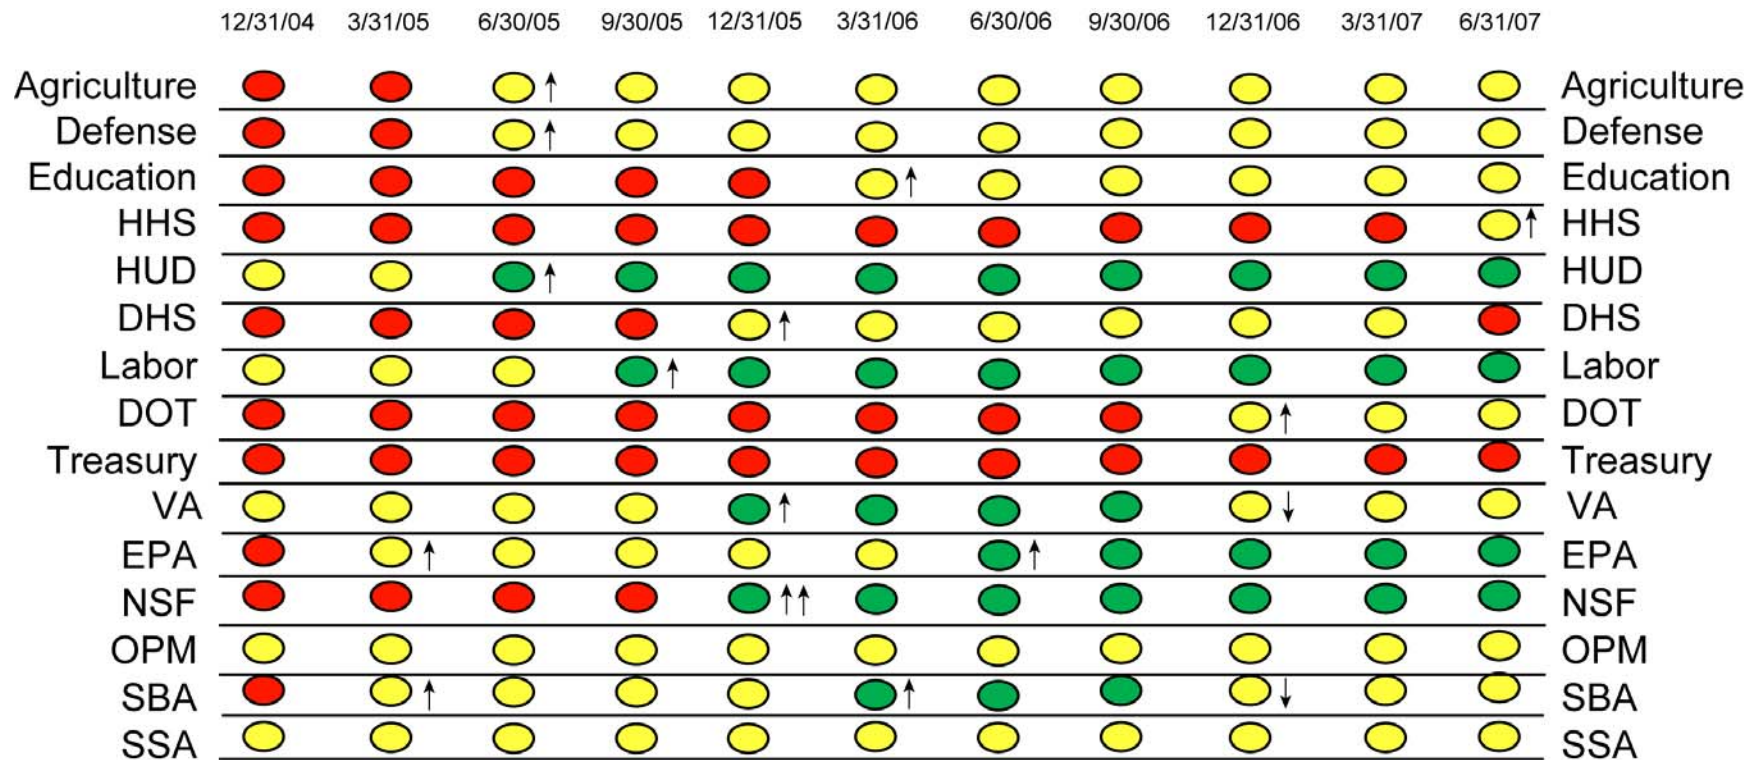 12/31/04 3/31/05 6/30/05 9/30/05 12/31/05 3/31/06 6/30/06 9/30/06 12/31/06 3/31/07 6/31/07
Agriculture Agriculture
Defense Defense
Education Education
HHS HHS
HUD HUD
DHS DHS
Labor Labor
DOT DOT
Treasury Treasury
VA VA
EPA EPA
NSF NSF
OPM OPM
SBA SBA
SSA SSA